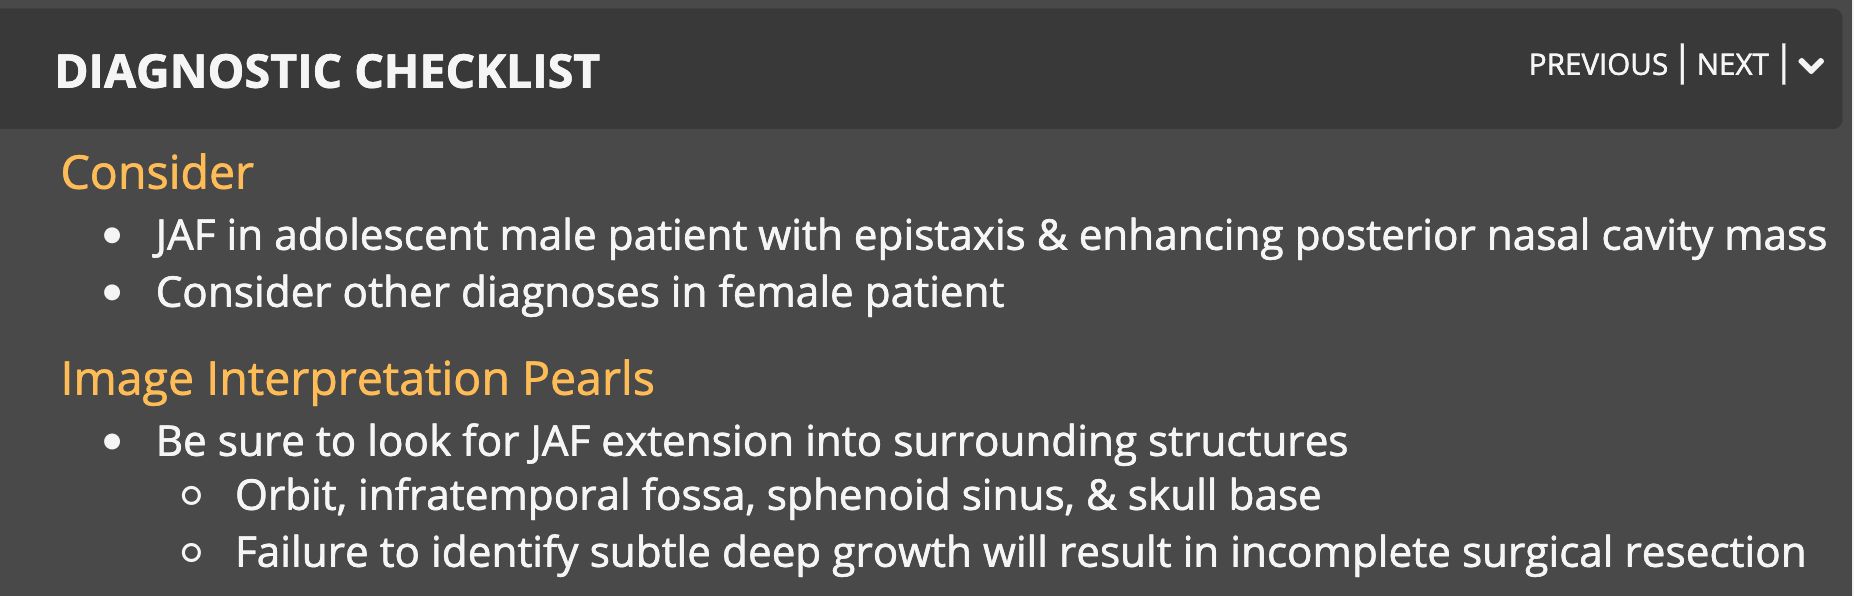 DIAGNOSTIC CHECKLIST
PREVIOUS | NEXT |
Consider
• JAF in adolescent male patient with epistaxis & enhancing posterior nasal cavity mass
• Consider other diagnoses in female patient
Image Interpretation Pearls
• Be sure to look for JAF extension into surrounding structures
○ Orbit, infratemporal fossa, sphenoid sinus, & skull base
○ Failure to identify subtle deep growth will result in incomplete surgical resection